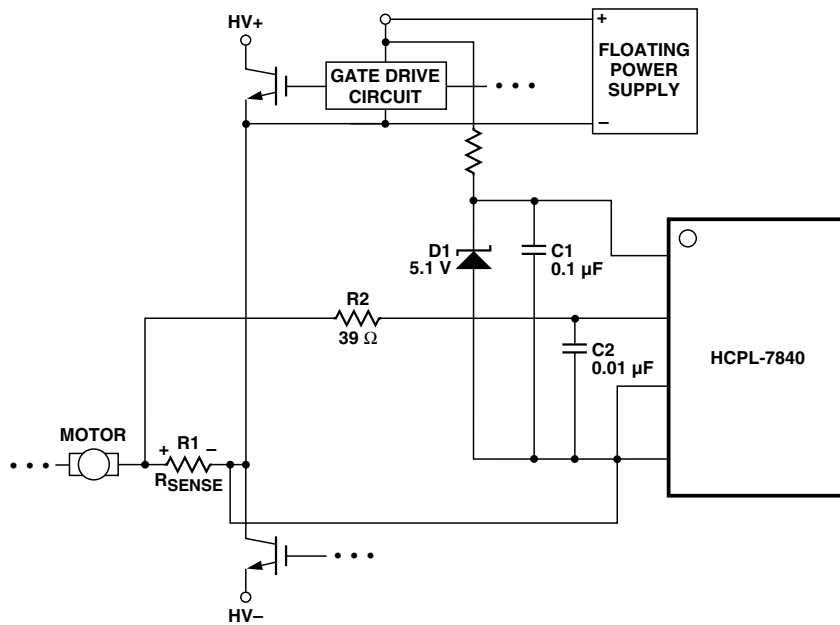 HV+
+
FLOATING
POWER
SUPPLY
–
GATE DRIVE
CIRCUIT
• • •
D1
5.1 V
C1
0.1 µF
R2
39 Ω
C2
0.01 µF
HCPL-7840
MOTOR
• • •
+ R1 –
RSENSE
• • •
HV–